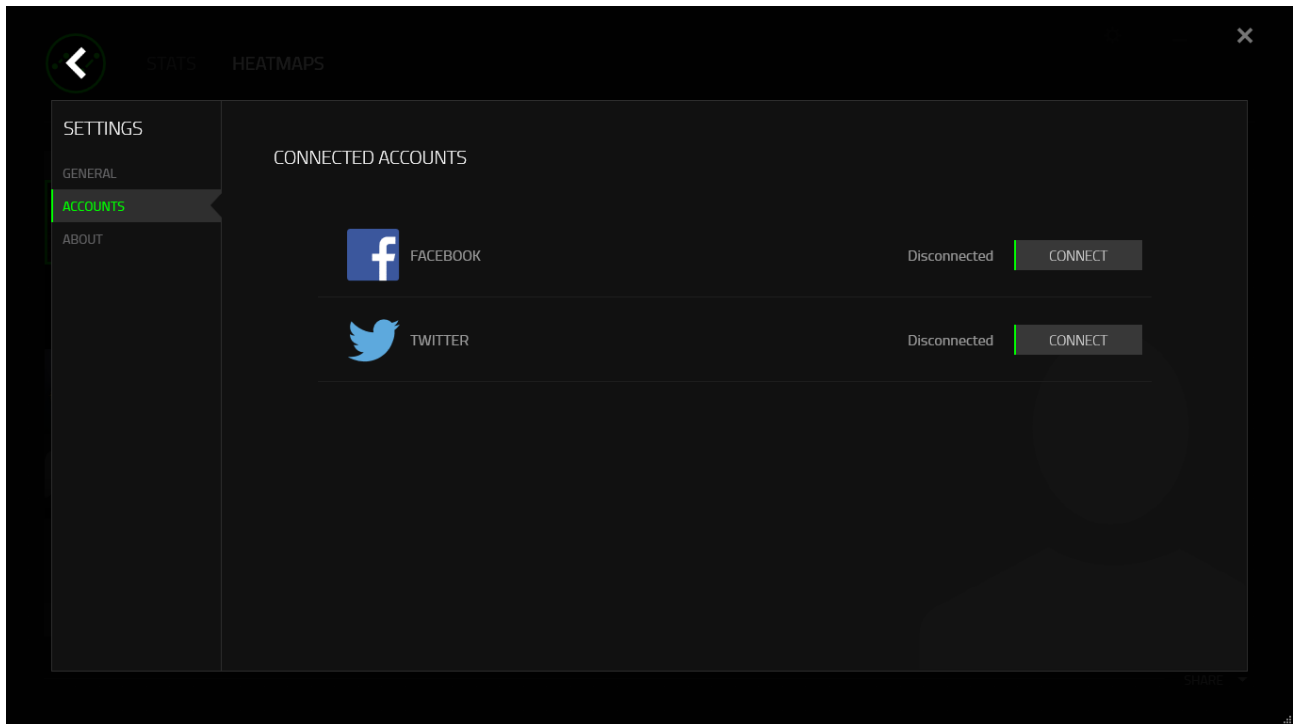 STATS HEATMAPS
SETTINGS
GENERAL
ACCOUNTS
ABOUT
CONNECTED ACCOUNTS
FACEBOOK Disconnected CONNECT
TWITTER Disconnected CONNECT
SHARE